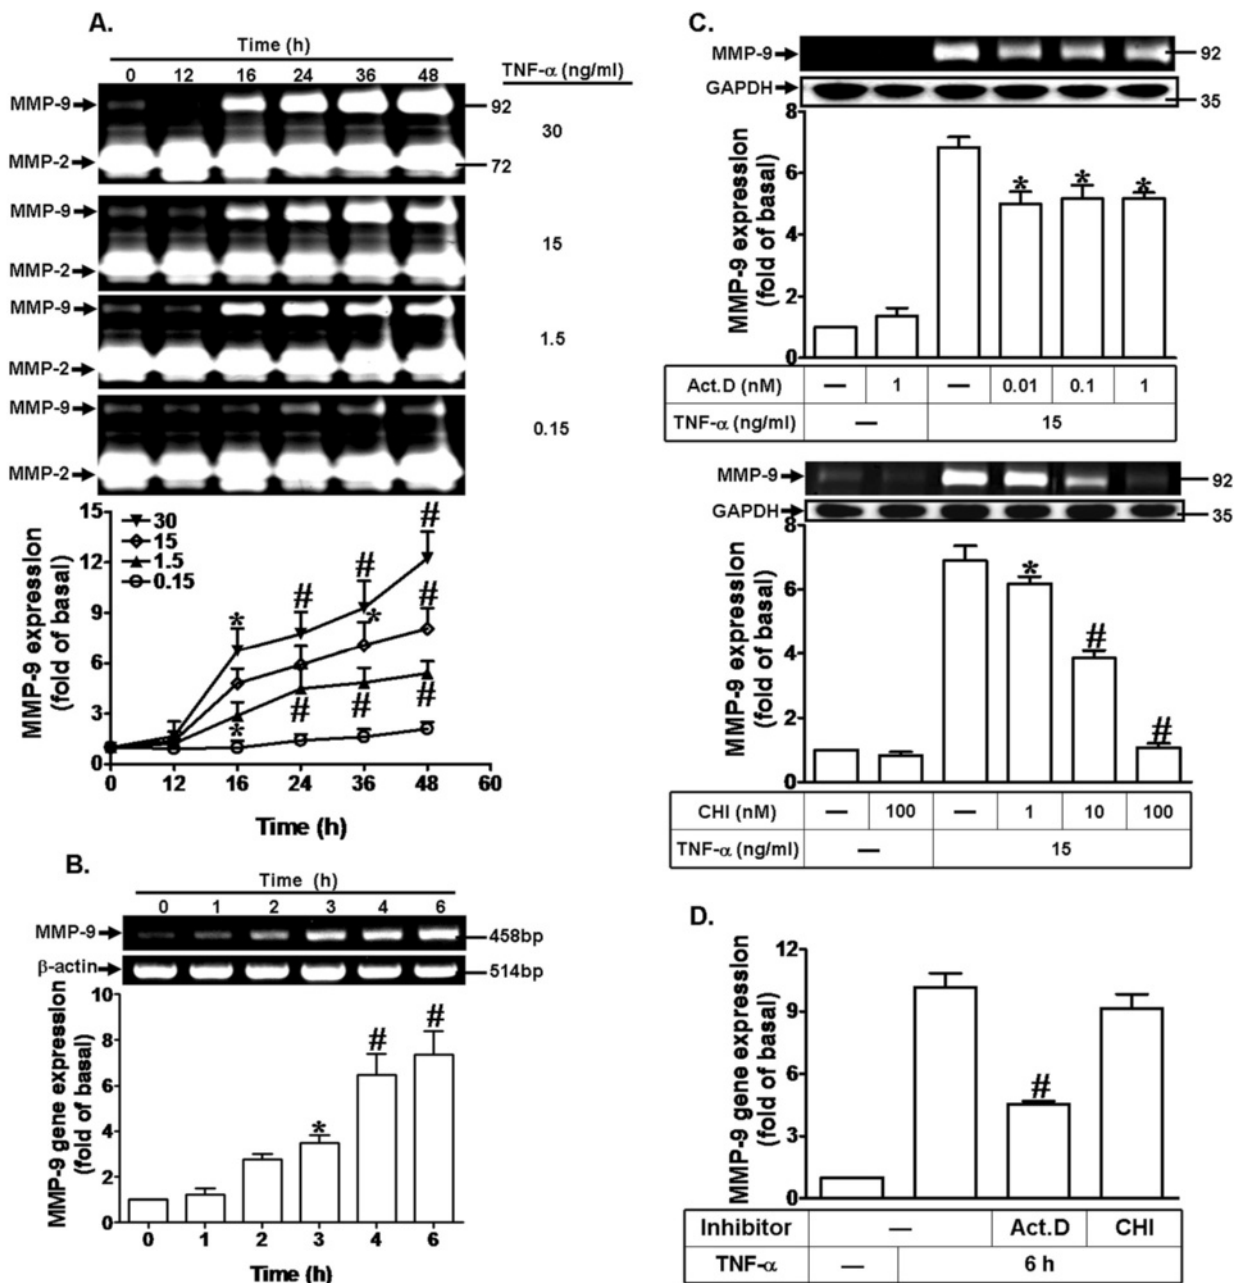 A.
Time (h)
0 12 16 24 36 48
TNF-α (ng/ml)
MMP-9
92
30
MMP-2
72
MMP-9
15
MMP-2
MMP-9
1.5
MMP-2
MMP-9
0.15
MMP-2
MMP-9 expression
(fold of basal)
15
12
9
6
3
0
30
15
1.5
0.15
# # # # * * # # # *
0 12 16 24 36 48 60
Time (h)
B.
Time (h)
0 1 2 3 4 6
MMP-9
458bp
β-actin
514bp
MMP-9 gene expression
(fold of basal)
10
8
6
4
2
0
* # #
0 1 2 3 4 6
Time (h)
C.
MMP-9
92
GAPDH
35
MMP-9 expression
(fold of basal)
8
6
4
2
0
* * *
Act.D (nM) — 1 — 0.01 0.1 1
TNF-α (ng/ml) — 15
MMP-9
92
GAPDH
35
MMP-9 expression
(fold of basal)
8
6
4
2
0
* # #
CHI (nM) — 100 — 1 10 100
TNF-α (ng/ml) — 15
D.
MMP-9 gene expression
(fold of basal)
12
9
6
3
0
#
Inhibitor — Act.D CHI
TNF-α — 6 h